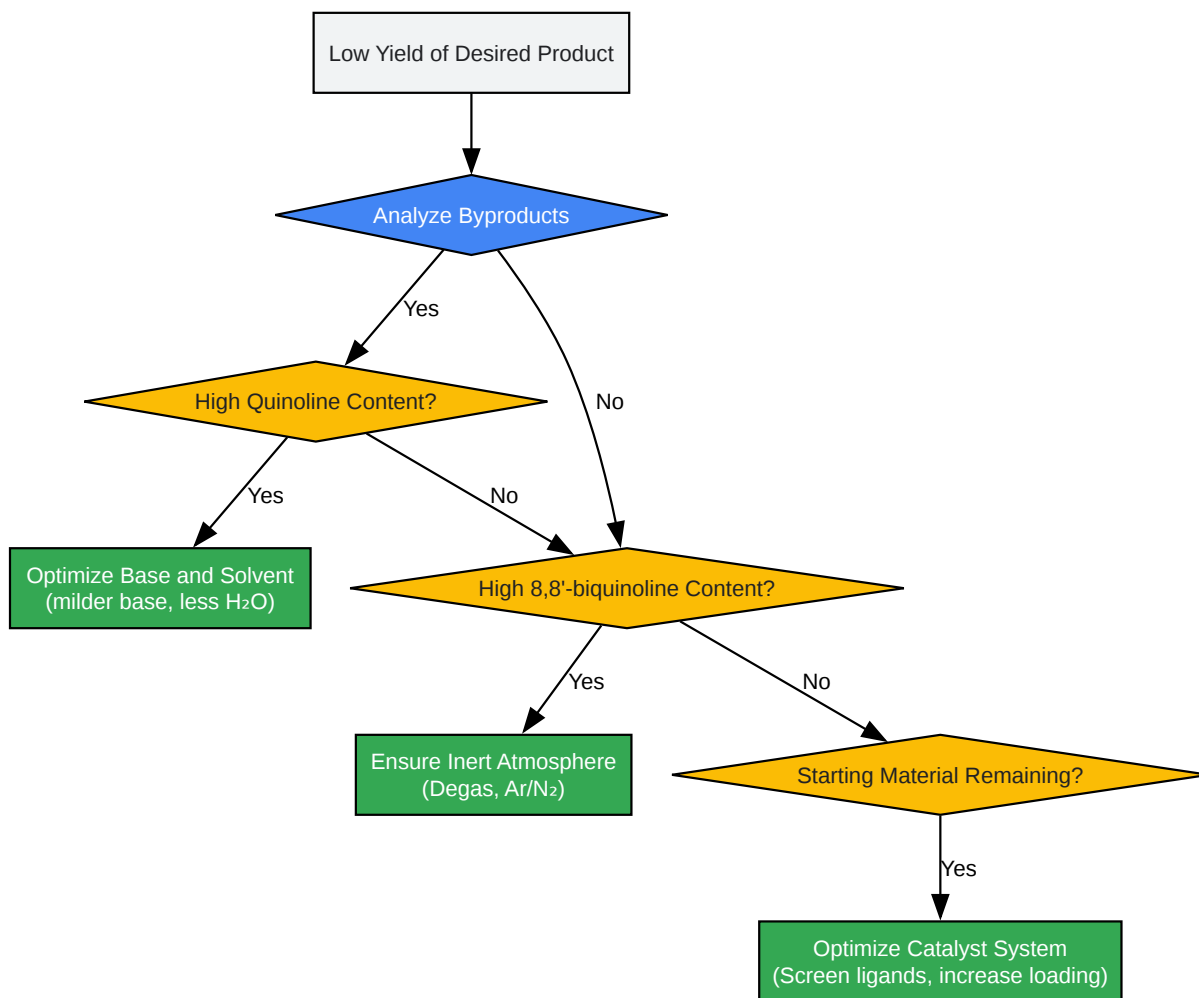 Low Yield of Desired Product
Analyze Byproducts
Yes
No
High Quinoline Content?
Yes
No
Optimize Base and Solvent
(milder base, less H₂O)
High 8,8'-biquinoline Content?
Yes
No
Ensure Inert Atmosphere
(Degas, Ar/N₂)
Starting Material Remaining?
Yes
Optimize Catalyst System
(Screen ligands, increase loading)